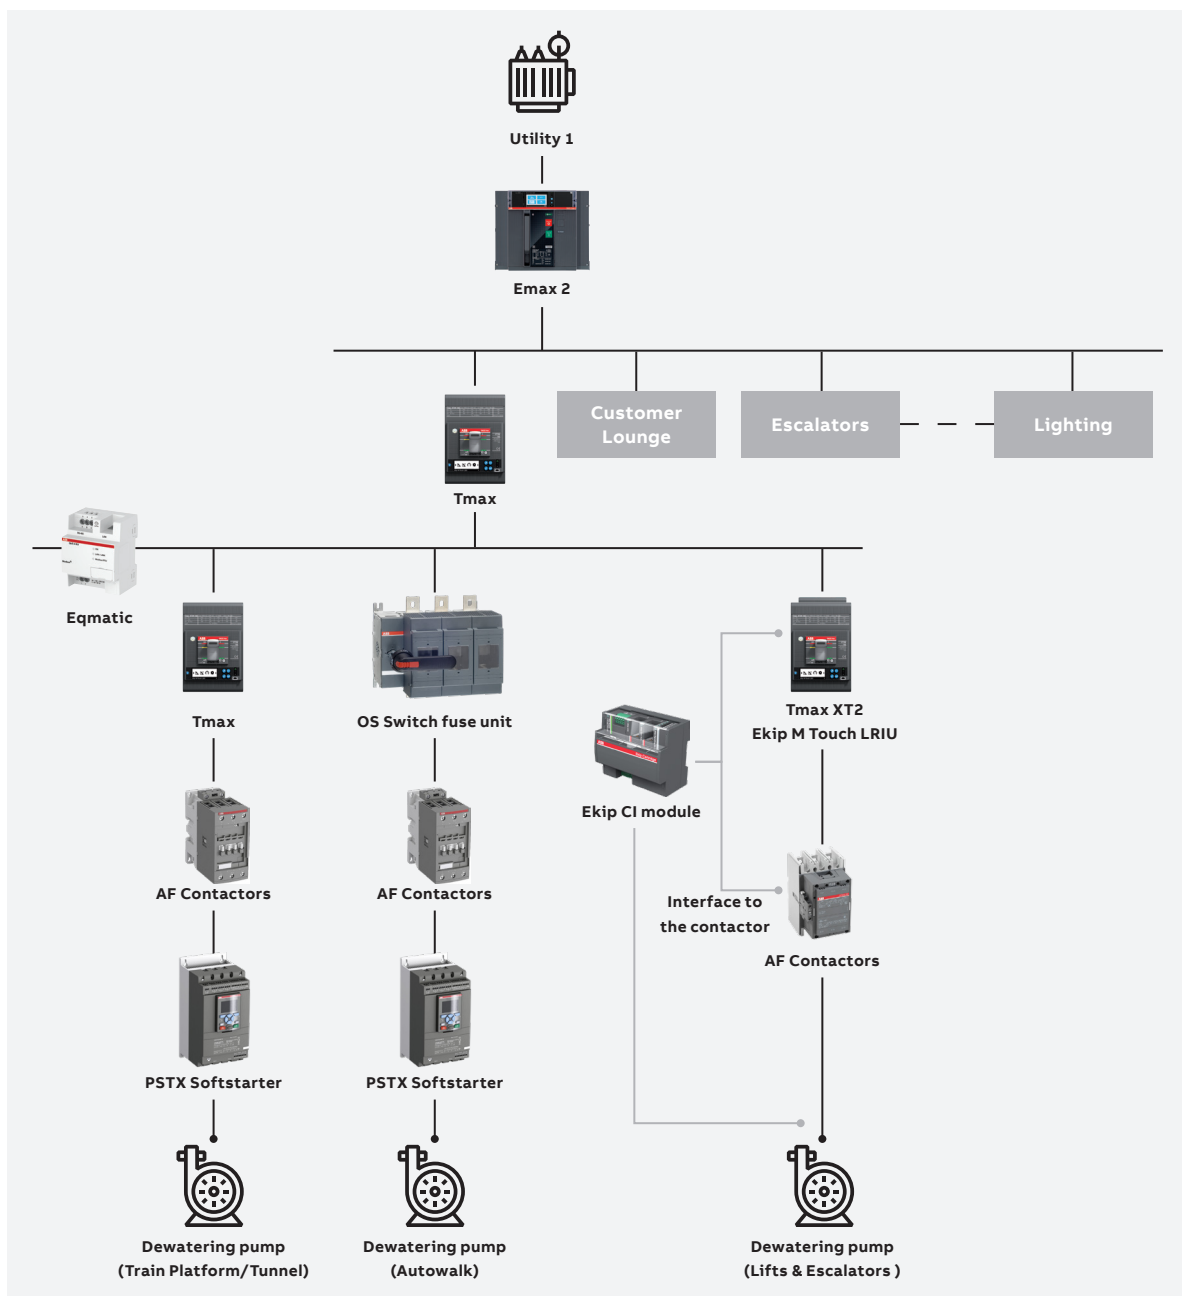 Utility 1
Emax 2
Customer
Lounge
Escalators
Lighting
Tmax
Eqmatic
Tmax
OS Switch fuse unit
Tmax XT2
Ekip M Touch LRIU
Ekip CI module
AF Contactors
AF Contactors
Interface to
the contactor
AF Contactors
PSTX Softstarter
PSTX Softstarter
Dewatering pump
(Train Platform/Tunnel)
Dewatering pump
(Autowalk)
Dewatering pump
(Lifts & Escalators )